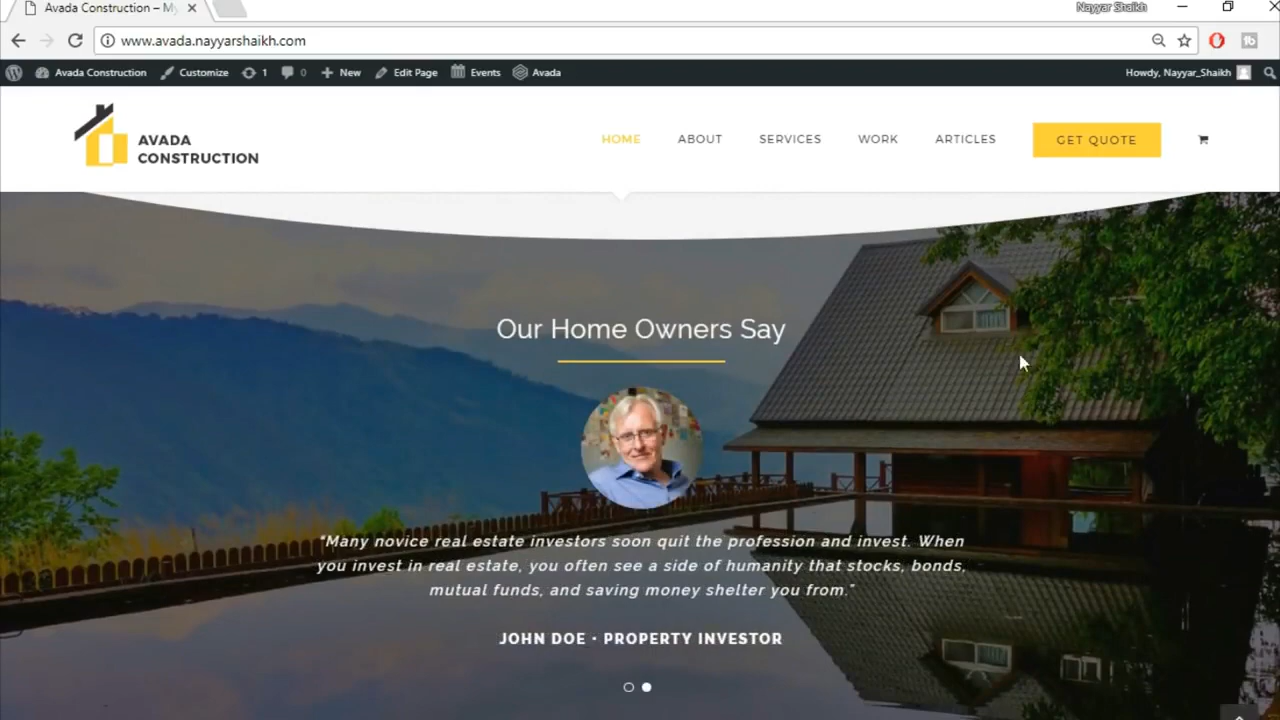 Avada Construction – My
Nayyar Shaikh
www.avada.nayyarshaikh.com
Avada Construction Customize 1 0 New Edit Page Events Avada Howdy, Nayyar_Shaikh
AVADA
CONSTRUCTION
HOME ABOUT SERVICES WORK ARTICLES GET QUOTE
Our Home Owners Say
“Many novice real estate investors soon quit the profession and invest. When
you invest in real estate, you often see a side of humanity that stocks, bonds,
mutual funds, and saving money shelter you from.”
JOHN DOE · PROPERTY INVESTOR